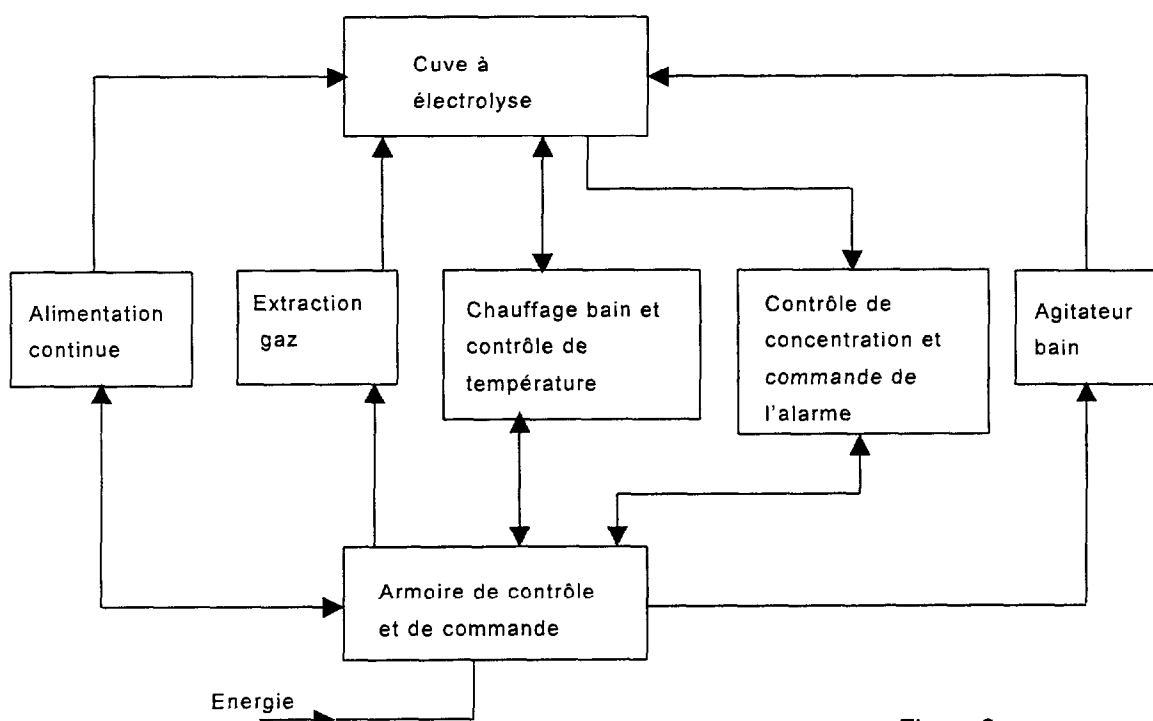 Cuve à
électrolyse
Alimentation
continue
Extraction
gaz
Chauffage bain et
contrôle de
température
Contrôle de
concentration et
commande de
l'alarme
Agitateur
bain
Armoire de contrôle
et de commande
Energie